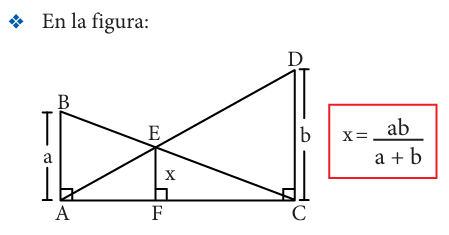 ❖ En la figura:
D
B
E
a
x
b
A
F
C
x = ab / a + b